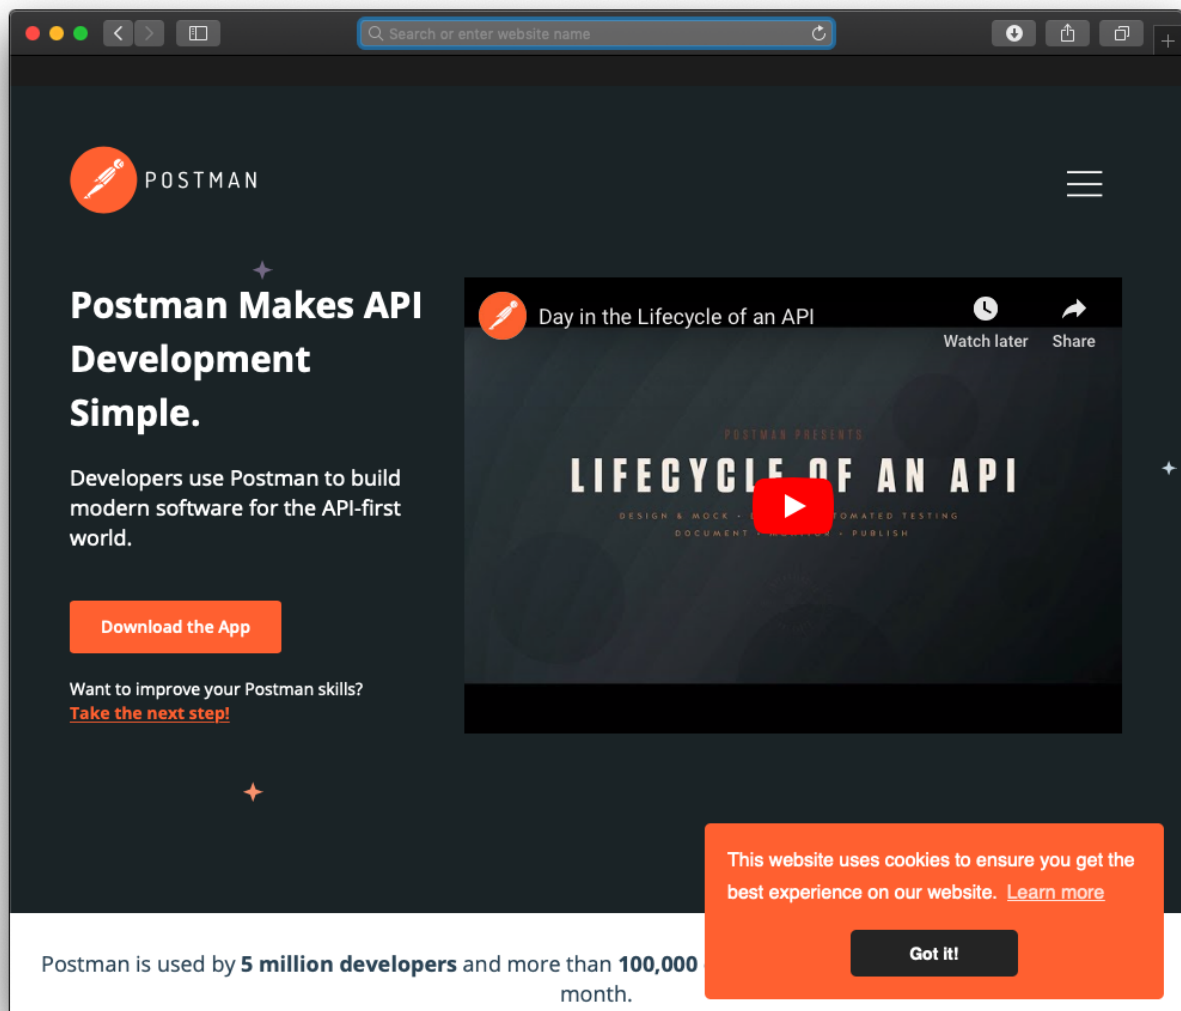 Search or enter website name
POSTMAN
Postman Makes API
Development
Simple.
Developers use Postman to build
modern software for the API-first
world.
Download the App
Want to improve your Postman skills?
Take the next step!
Day in the Lifecycle of an API
Watch later
Share
POSTMAN PRESENTS
LIFECYCLE OF AN API
DESIGN & MOCK • AUTOMATED TESTING
DOCUMENT • MONITOR • PUBLISH
This website uses cookies to ensure you get the
best experience on our website. Learn more
Got it!
Postman is used by 5 million developers and more than 100,000
month.